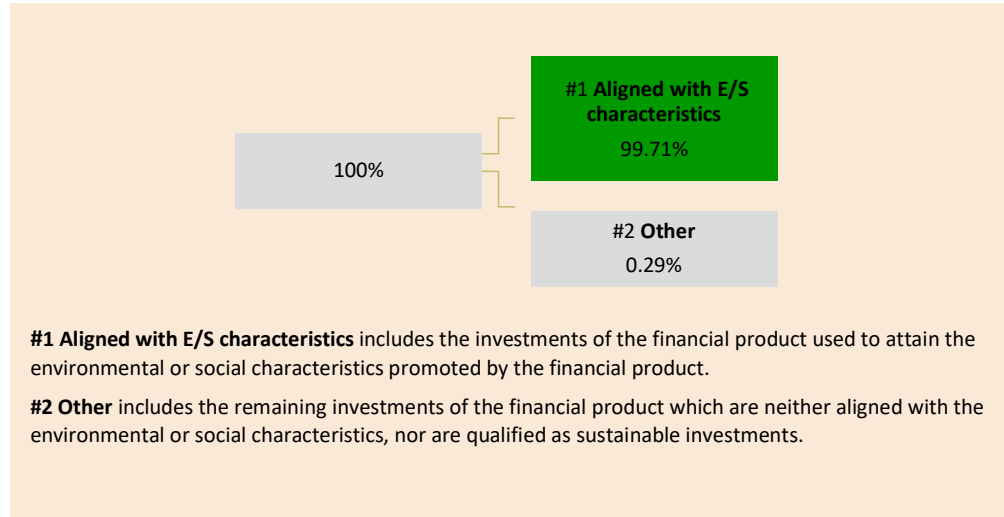 #1 Aligned with E/S
characteristics
99.71%
100%
#2 Other
0.29%
#1 Aligned with E/S characteristics includes the investments of the financial product used to attain the
environmental or social characteristics promoted by the financial product.
#2 Other includes the remaining investments of the financial product which are neither aligned with the
environmental or social characteristics, nor are qualified as sustainable investments.